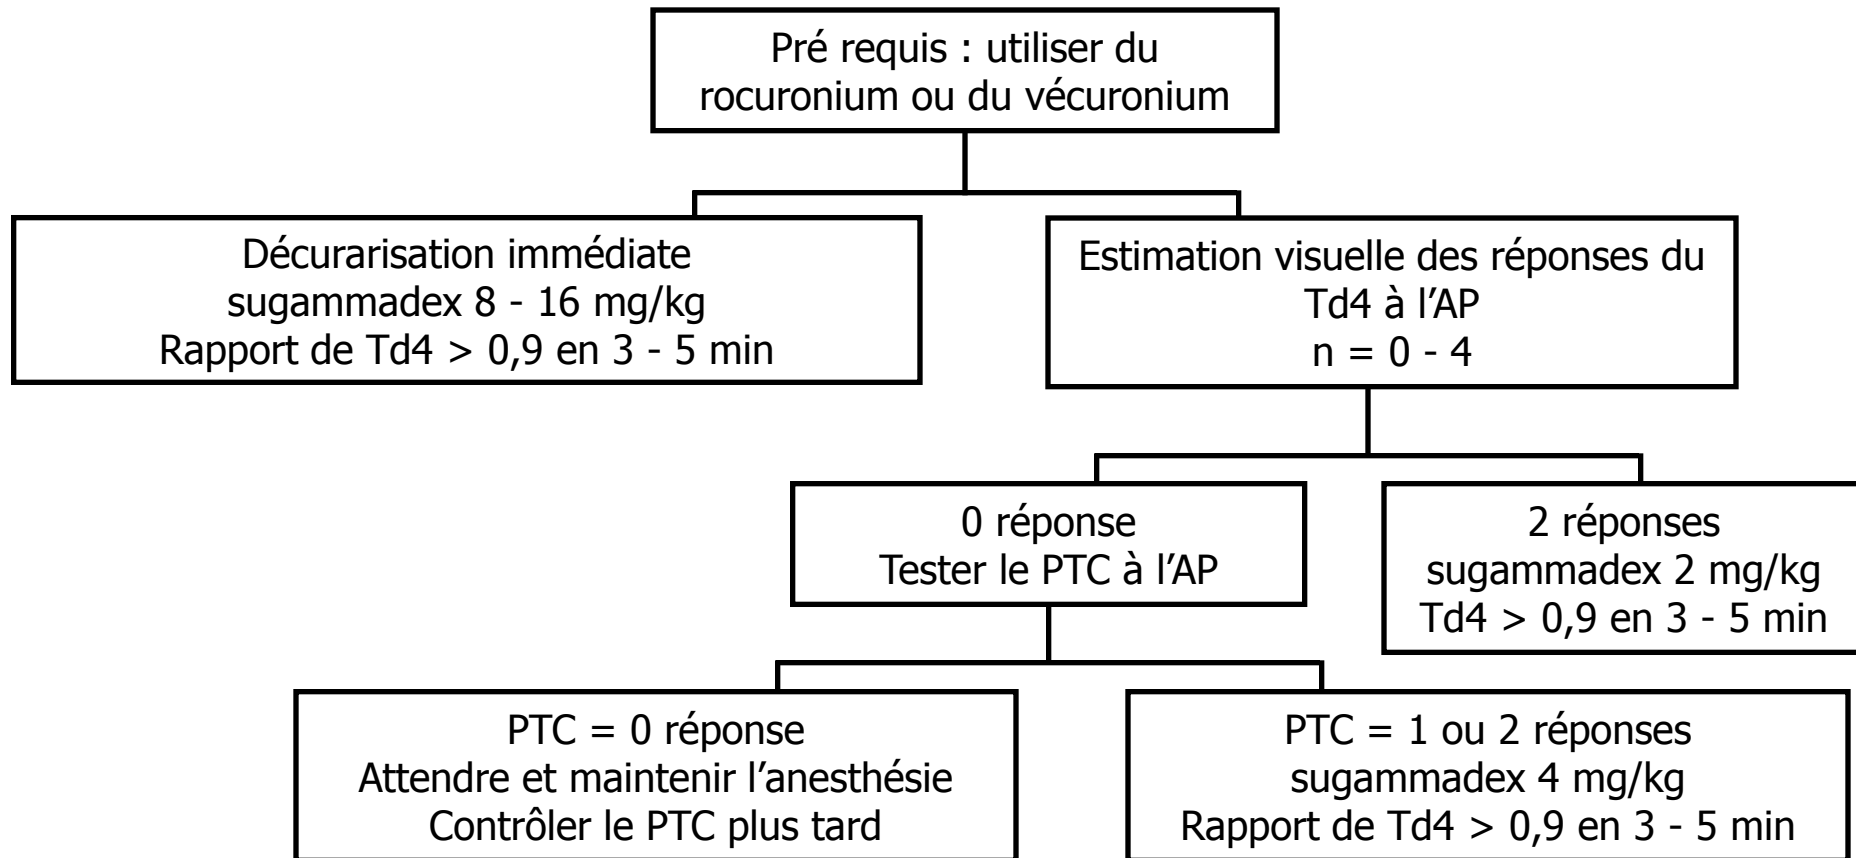 Pré requis : utiliser du
rocuronium ou du vécuronium
Décurarisation immédiate
sugammadex 8 - 16 mg/kg
Rapport de Td4 > 0,9 en 3 - 5 min
Estimation visuelle des réponses du
Td4 à l’AP
n = 0 - 4
0 réponse
Tester le PTC à l’AP
2 réponses
sugammadex 2 mg/kg
Td4 > 0,9 en 3 - 5 min
PTC = 0 réponse
Attendre et maintenir l’anesthésie
Contrôler le PTC plus tard
PTC = 1 ou 2 réponses
sugammadex 4 mg/kg
Rapport de Td4 > 0,9 en 3 - 5 min